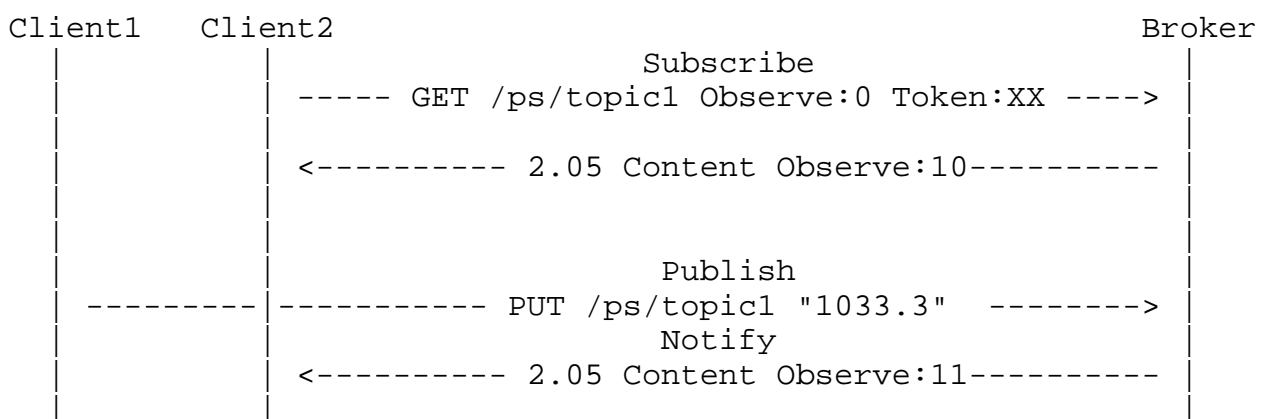 Client1 Client2 Broker
Subscribe
----- GET /ps/topic1 Observe:0 Token:XX ---->
<---------- 2.05 Content Observe:10----------
Publish
---------|----------- PUT /ps/topic1 "1033.3" -------->
Notify
<---------- 2.05 Content Observe:11----------